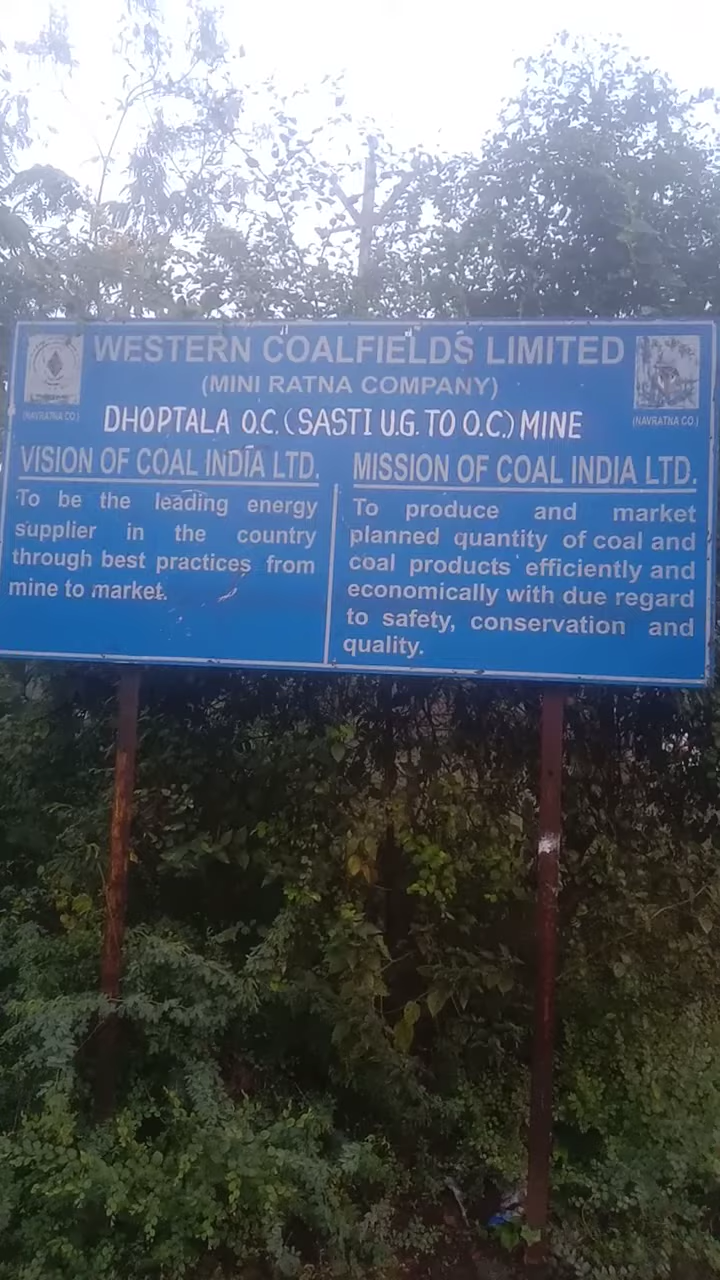 WESTERN COALFIELDS LIMITED
(MINI RATNA COMPANY)
(NAVRATNA CO.)
(NAVRATNA CO.)
DHOPTALA O.C. (SASTI U.G. TO O.C.) MINE
VISION OF COAL INDIA LTD.
To be the leading energy
supplier in the country
through best practices from
mine to market.
MISSION OF COAL INDIA LTD.
To produce and market
planned quantity of coal and
coal products efficiently and
economically with due regard
to safety, conservation and
quality.